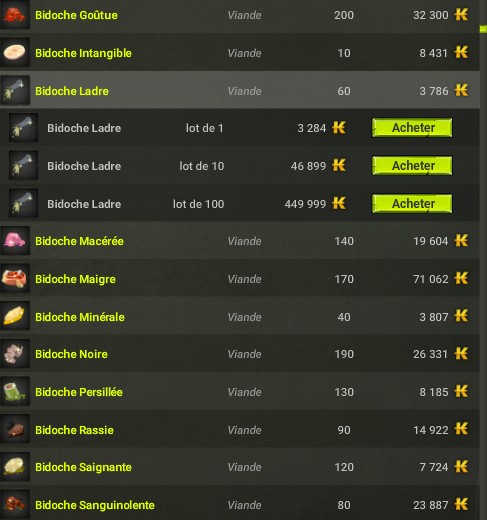 Bidoche Goûtue Viande 200 32 300
Bidoche Intangible Viande 10 8 431
Bidoche Ladre Viande 60 3 786
Bidoche Ladre lot de 1 3 284 Acheter
Bidoche Ladre lot de 10 46 899 Acheter
Bidoche Ladre lot de 100 449 999 Acheter
Bidoche Macérée Viande 140 19 604
Bidoche Maigre Viande 170 71 062
Bidoche Minérale Viande 40 3 807
Bidoche Noire Viande 190 26 331
Bidoche Persillée Viande 130 8 185
Bidoche Rassie Viande 90 14 922
Bidoche Saignante Viande 120 7 724
Bidoche Sanguinolente Viande 80 23 887